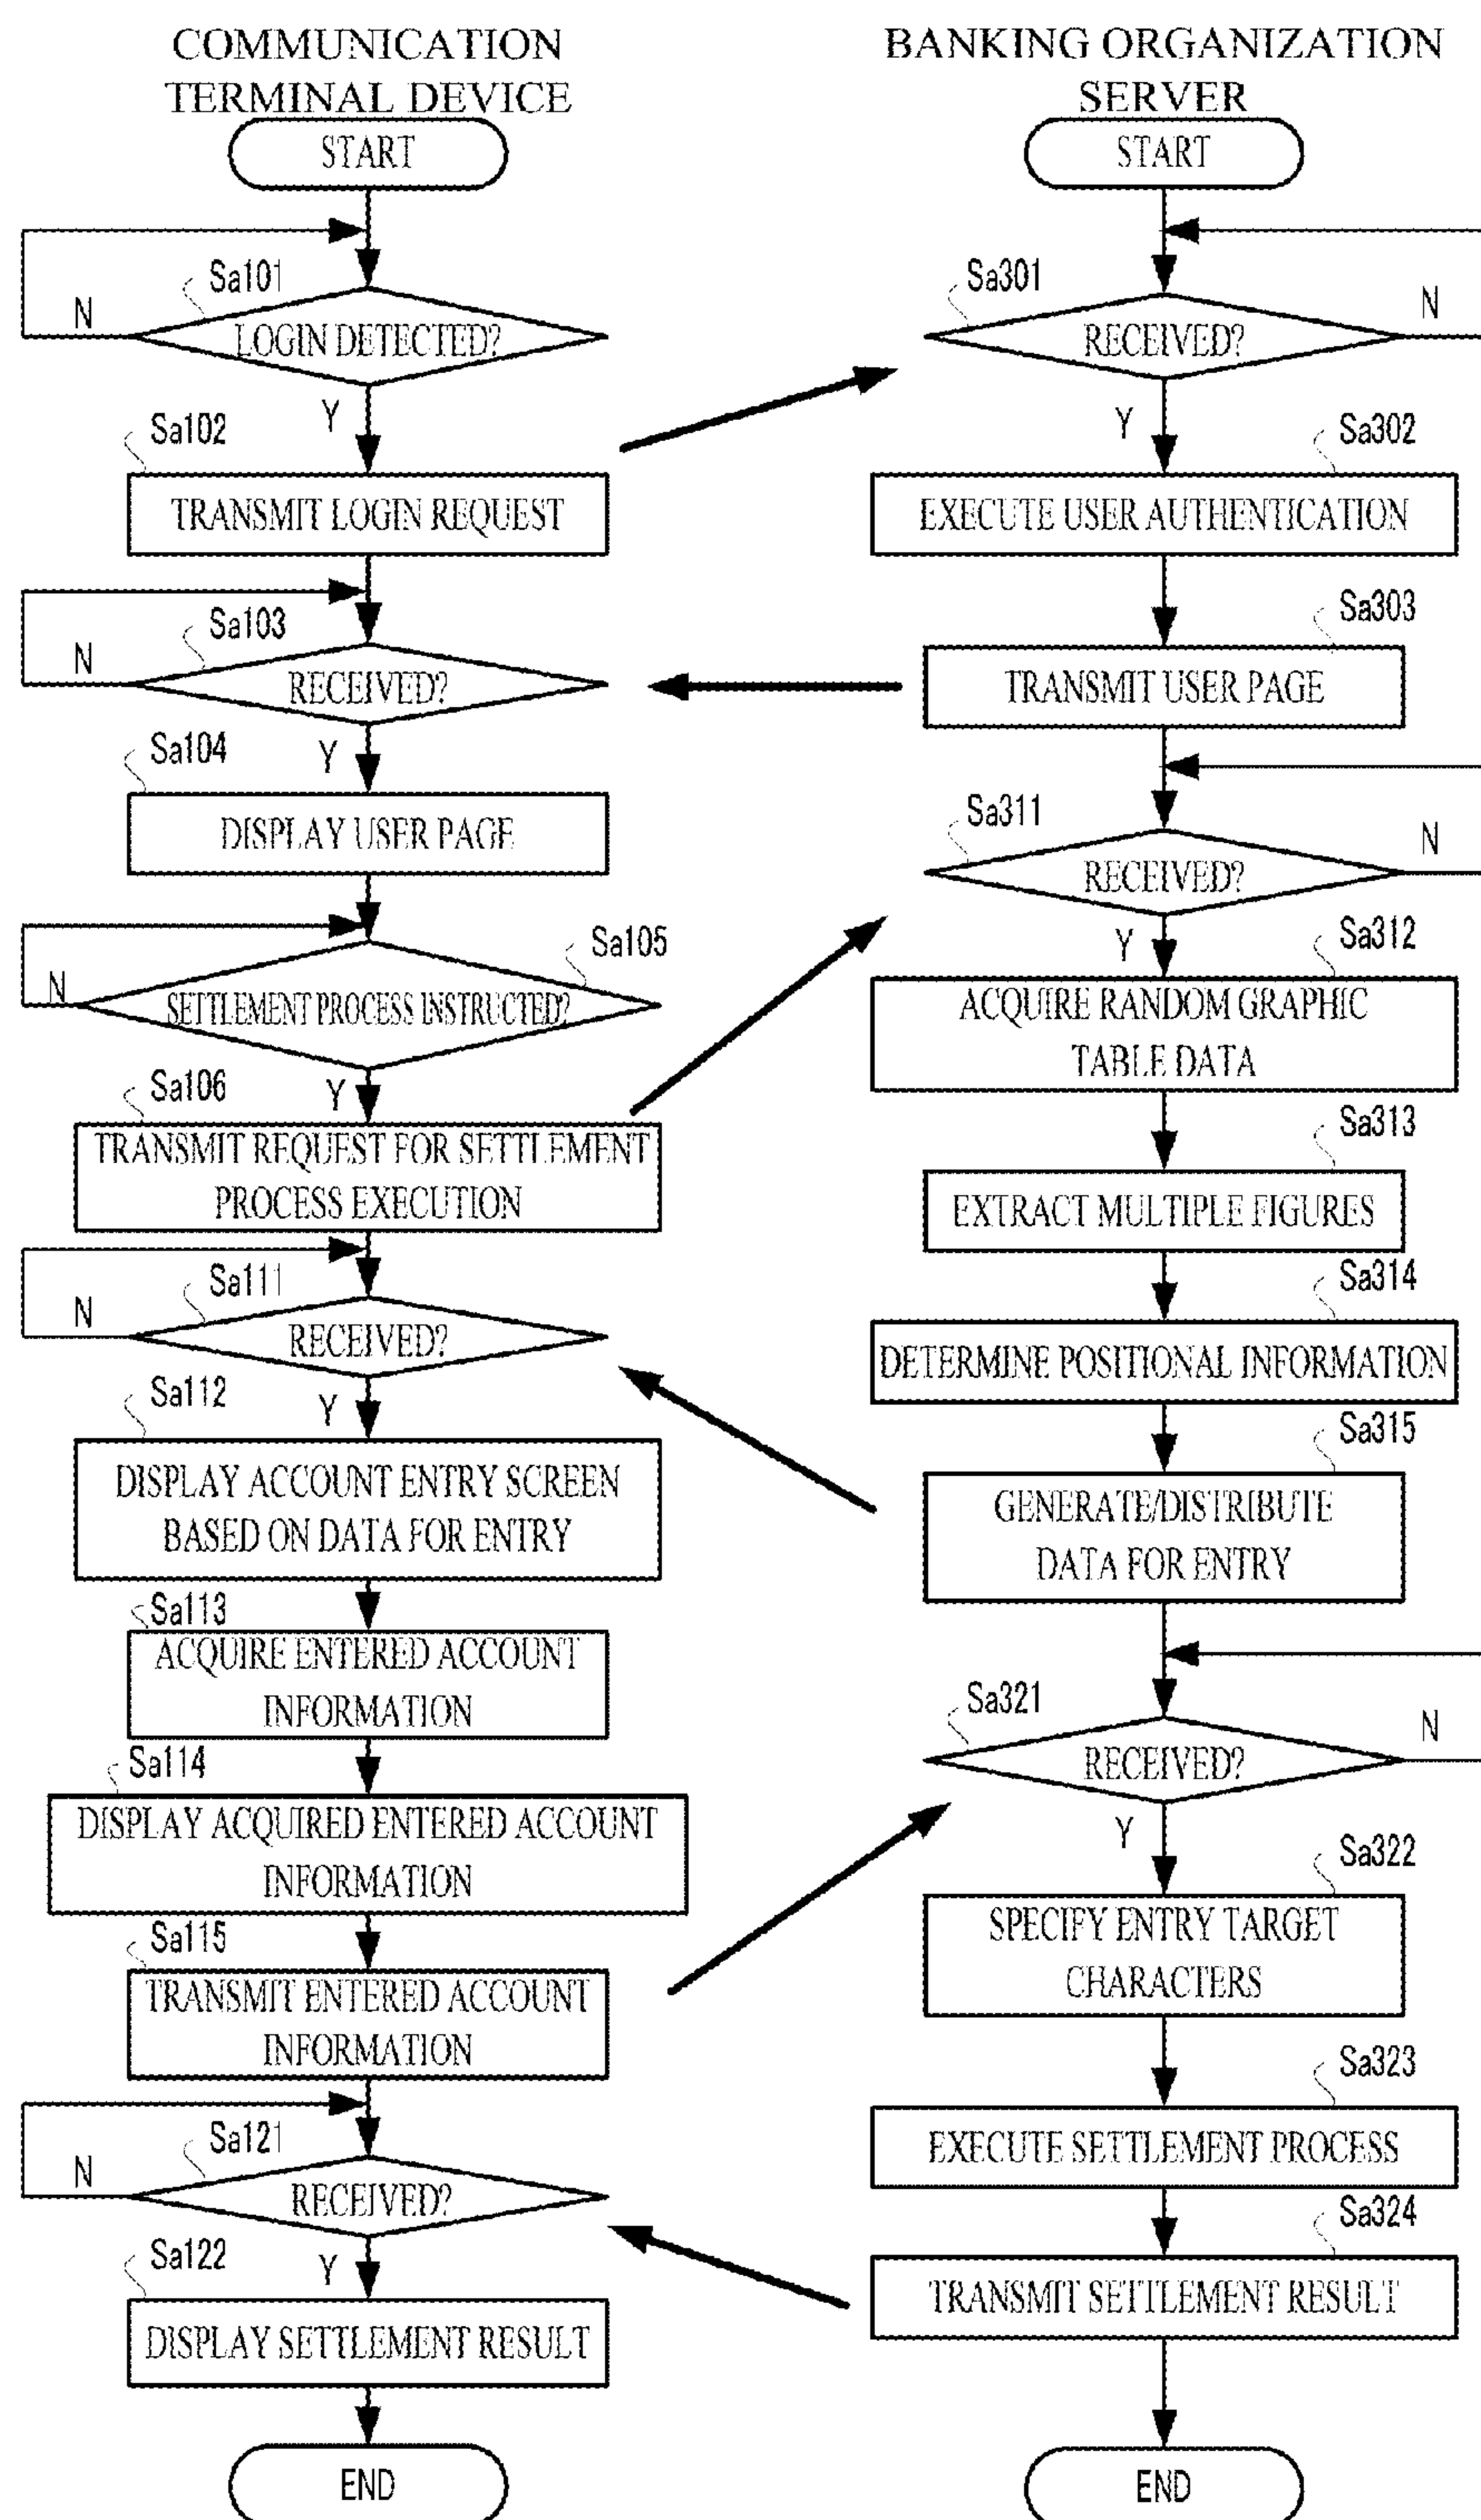 COMMUNICATION
TERMINAL DEVICE
START
Sa101
N
LOGIN DETECTED?
Y
Sa102
TRANSMIT LOGIN REQUEST
Sa103
N
RECEIVED?
Y
Sa104
DISPLAY USER PAGE
Sa105
N
SETTLEMENT PROCESS INSTRUCTED?
Y
Sa106
TRANSMIT REQUEST FOR SETTLEMENT
PROCESS EXECUTION
Sa111
N
RECEIVED?
Y
Sa112
DISPLAY ACCOUNT ENTRY SCREEN
BASED ON DATA FOR ENTRY
Sa113
ACQUIRE ENTERED ACCOUNT
INFORMATION
Sa114
DISPLAY ACQUIRED ENTERED ACCOUNT
INFORMATION
Sa115
TRANSMIT ENTERED ACCOUNT
INFORMATION
Sa121
N
RECEIVED?
Y
Sa122
DISPLAY SETTLEMENT RESULT
END
BANKING ORGANIZATION
SERVER
START
Sa301
N
RECEIVED?
Y
Sa302
EXECUTE USER AUTHENTICATION
Sa303
TRANSMIT USER PAGE
Sa311
N
RECEIVED?
Y
Sa312
ACQUIRE RANDOM GRAPHIC
TABLE DATA
Sa313
EXTRACT MULTIPLE FIGURES
Sa314
DETERMINE POSITIONAL INFORMATION
Sa315
GENERATE/DISTRIBUTE
DATA FOR ENTRY
Sa321
N
RECEIVED?
Y
Sa322
SPECIFY ENTRY TARGET
CHARACTERS
Sa323
EXECUTE SETTLEMENT PROCESS
Sa324
TRANSMIT SETTLEMENT RESULT
END